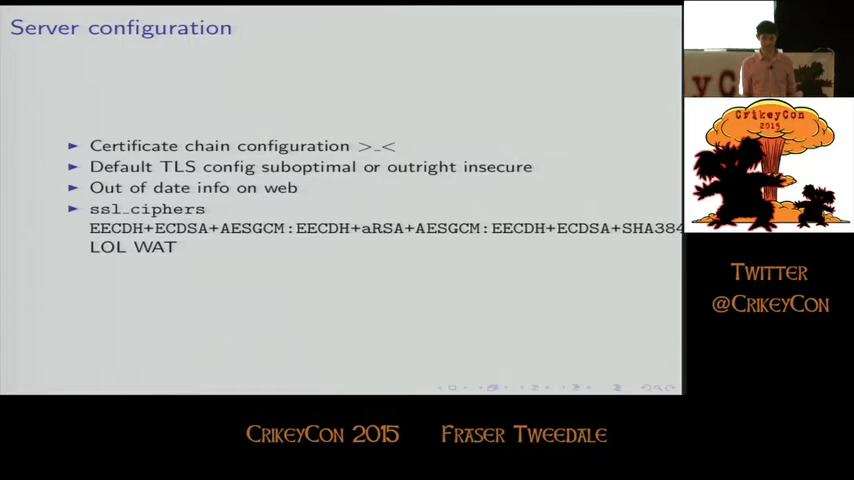 Server configuration
Certificate chain configuration >_<
Default TLS config suboptimal or outright insecure
Out of date info on web
ssl_ciphers
EECDH+ECDSA+AESGCM:EECDH+aRSA+AESGCM:EECDH+ECDSA+SHA384
LOL WAT
y C
CrikeyCon
2015
Twitter
@CrikeyCon
CrikeyCon 2015 Fraser Tweedale